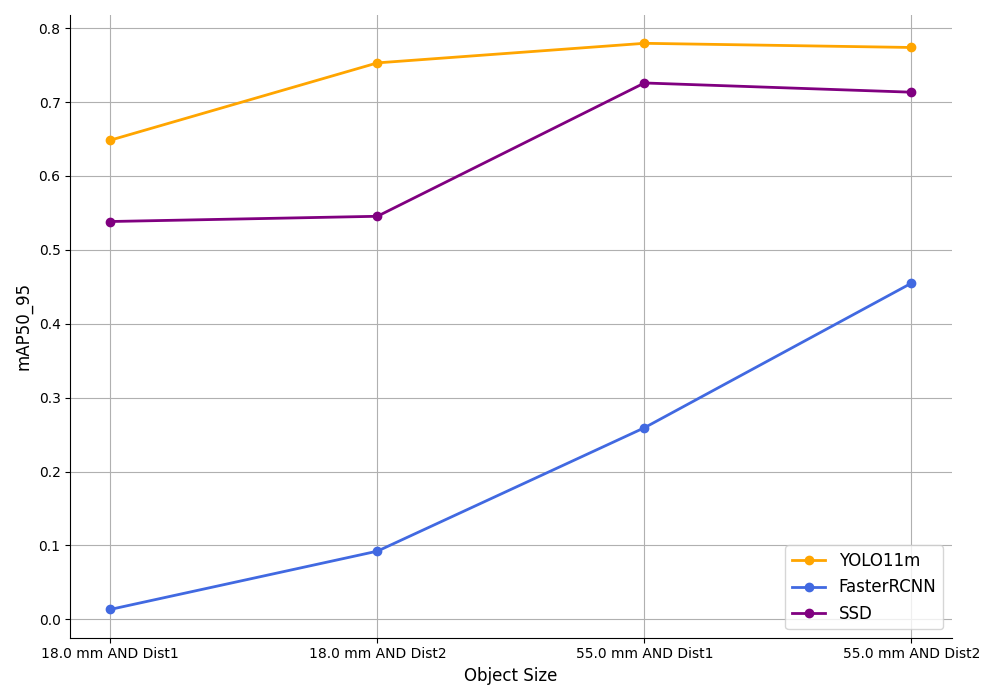 0.8
0.7
0.6
0.5
0.4
0.3
0.2
0.1
0.0
mAP50_95
YOLO11m
FasterRCNN
SSD
18.0 mm AND Dist1 18.0 mm AND Dist2 55.0 mm AND Dist1 55.0 mm AND Dist2
Object Size